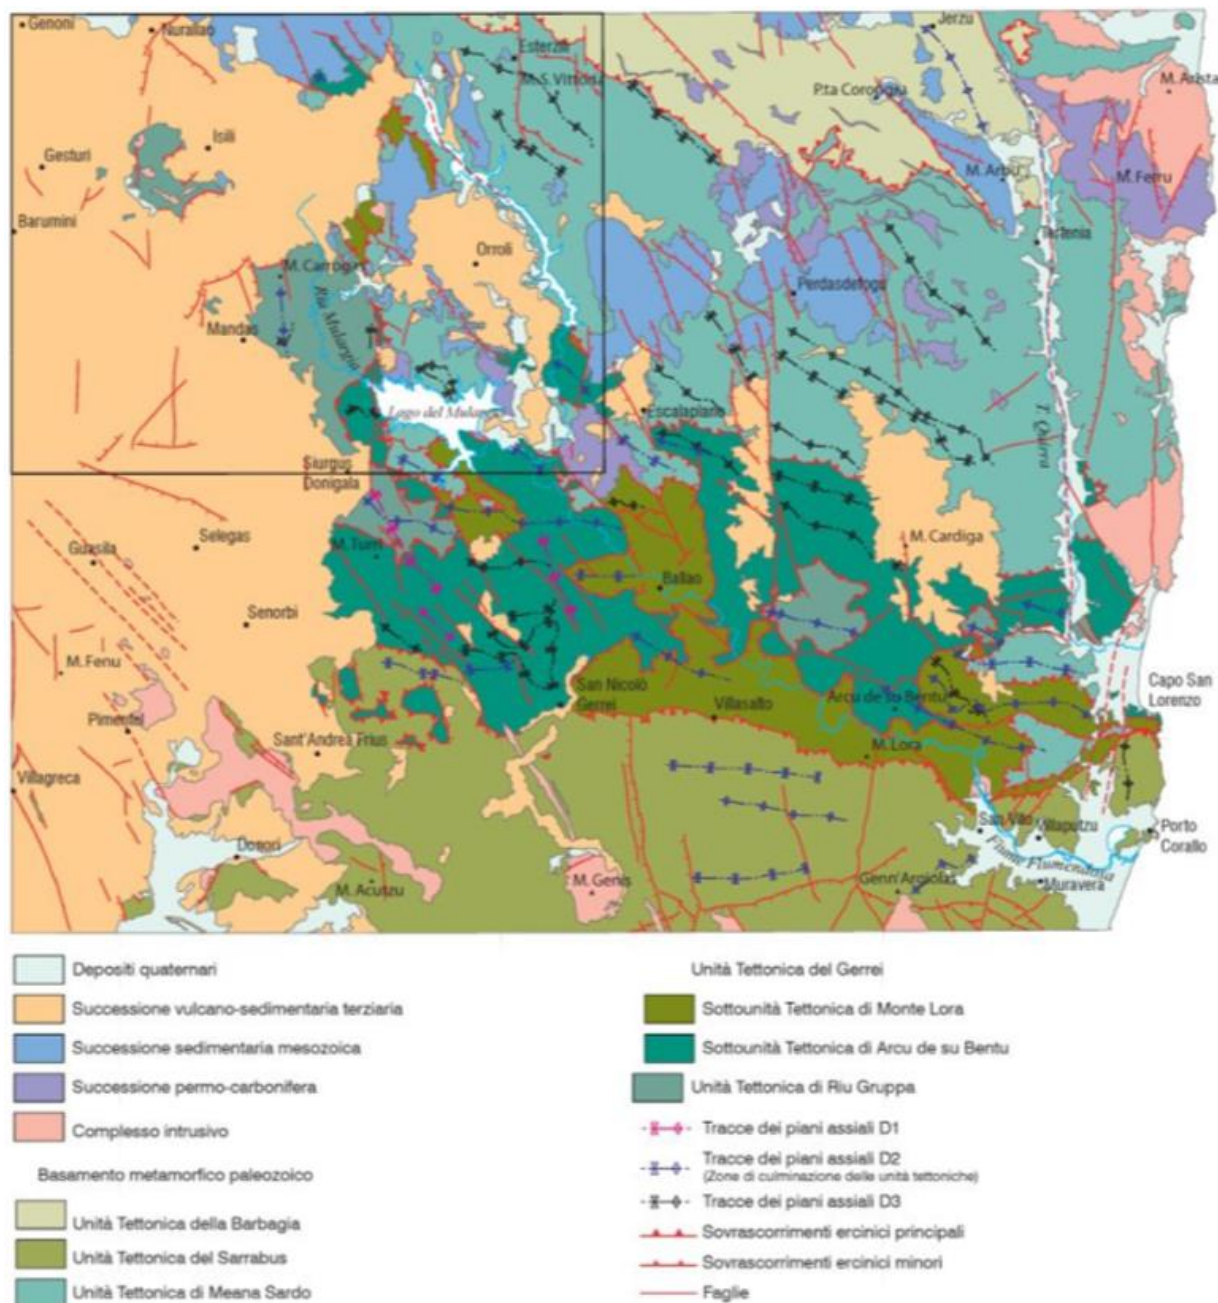 Genoni
Nurallao
Esterzili
M.S. Vittoria
Jerzu
P.ta Corongiu
M. Arista
Isili
Gesturi
M. Arbu
M. Ferru
Barumini
Orroli
Tertenia
M. Carrogas
Rio Mulargia
Perdasdefogu
Mandas
Lago del Mulargia
Escalaplano
T. Quirra
Siurgus
Donigala
Selegas
Guasila
M. Turri
M. Cardiga
Ballao
Senorbì
M. Fenu
San Nicolò
Gerrei
Villasalto
Arcu de su Bentu
Capo San
Lorenzo
Pimentel
Sant'Andrea Frius
M. Lora
Villagreca
San Vito
Villaputzu
Porto
Corallo
Fiume Flumendosa
Donori
M. Acutzu
M. Genis
Genn'Argiolas
Muravera
Depositi quaternari
Successione vulcano-sedimentaria terziaria
Successione sedimentaria mesozoica
Successione permo-carbonifera
Complesso intrusivo
Basamento metamorfico paleozoico
Unità Tettonica della Barbagia
Unità Tettonica del Sarrabus
Unità Tettonica di Meana Sardo
Unità Tettonica del Gerrei
Sottounità Tettonica di Monte Lora
Sottounità Tettonica di Arcu de su Bentu
Unità Tettonica di Riu Gruppa
Tracce dei piani assiali D1
Tracce dei piani assiali D2
(Zone di culminazione delle unità tettoniche)
Tracce dei piani assiali D3
Sovrascorrimenti ercinici principali
Sovrascorrimenti ercinici minori
Faglie